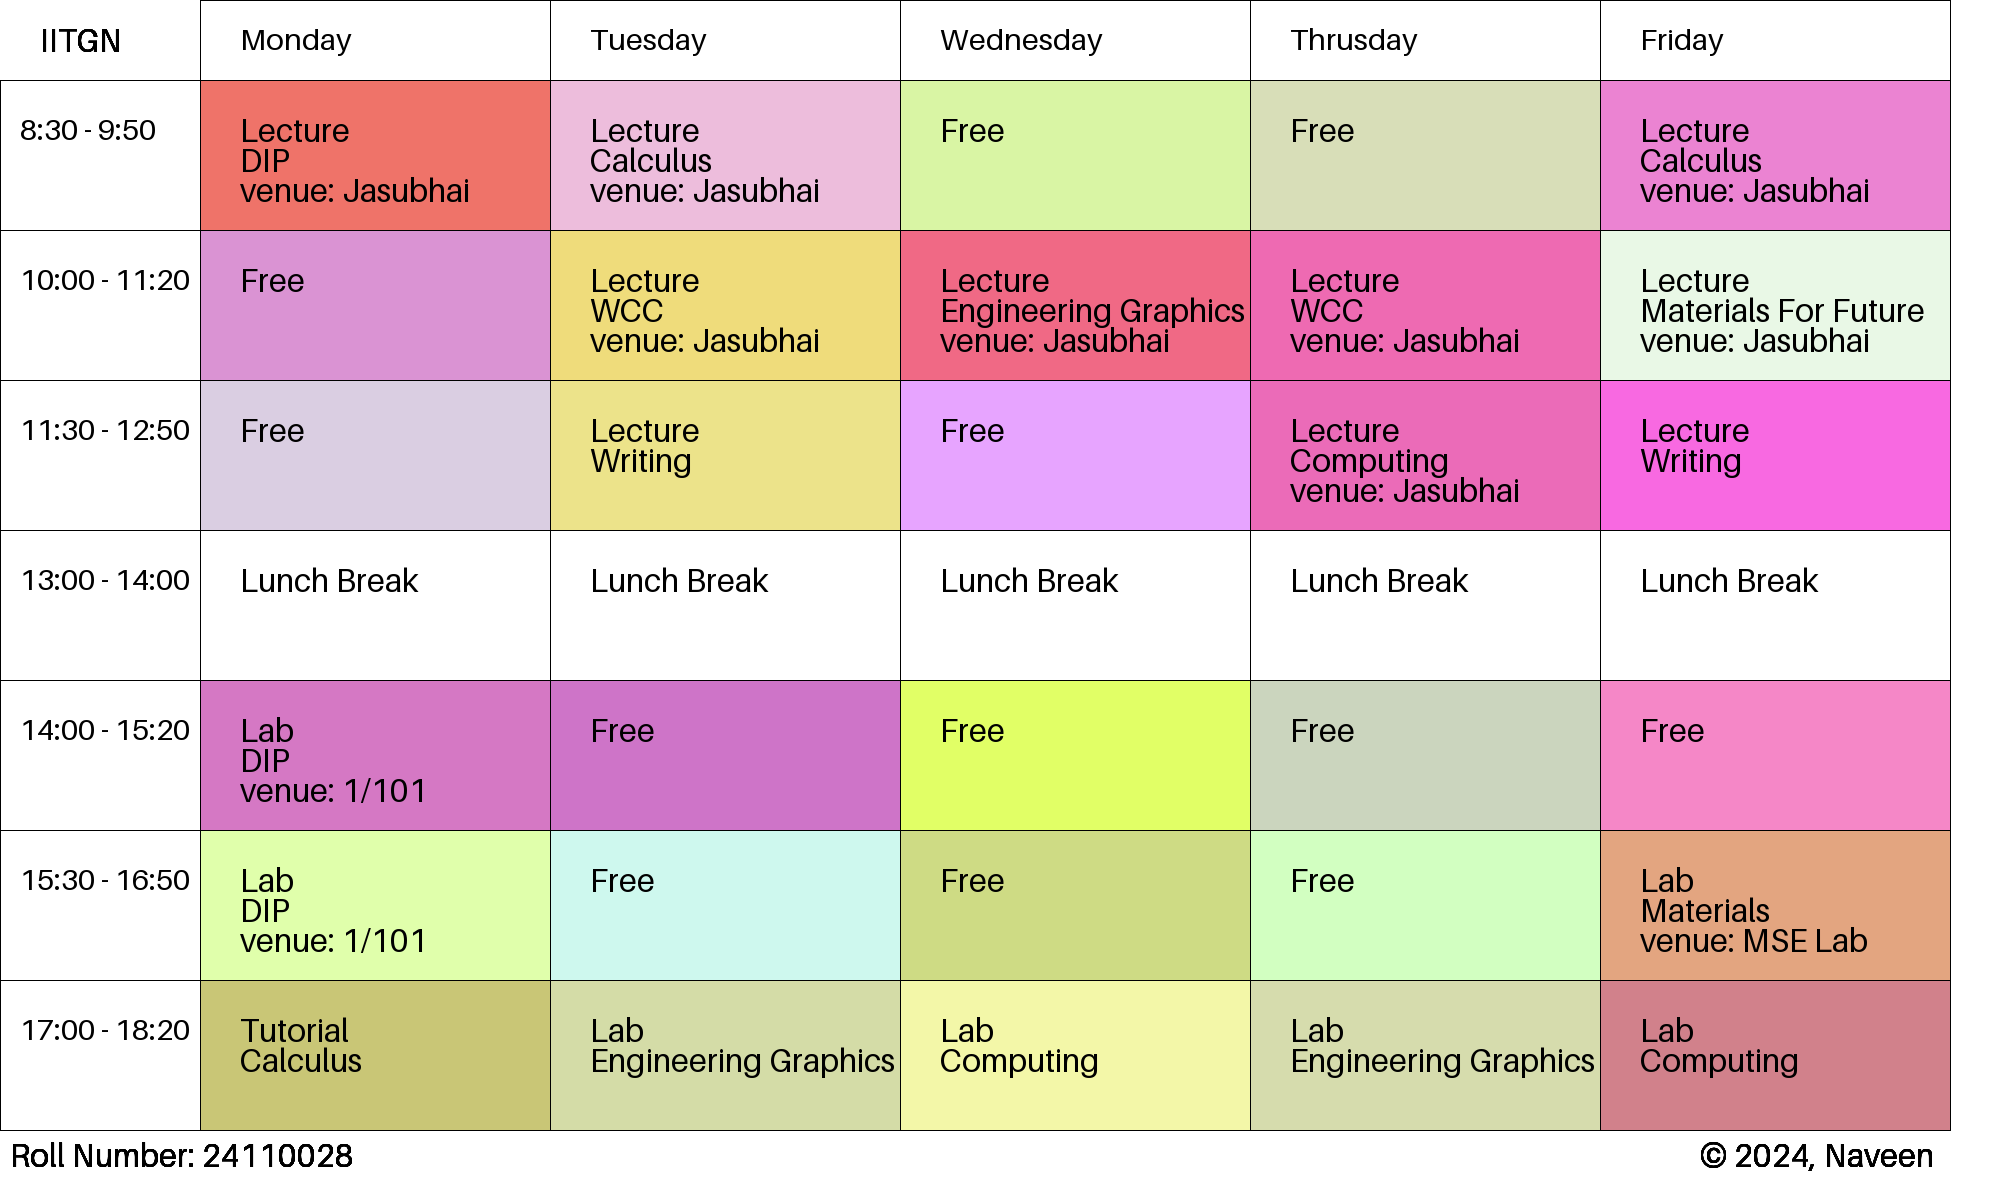 IITGN
Monday
Tuesday
Wednesday
Thrusday
Friday
8:30 - 9:50
Lecture
DIP
venue: Jasubhai
Lecture
Calculus
venue: Jasubhai
Free
Free
Lecture
Calculus
venue: Jasubhai
10:00 - 11:20
Free
Lecture
WCC
venue: Jasubhai
Lecture
Engineering Graphics
venue: Jasubhai
Lecture
WCC
venue: Jasubhai
Lecture
Materials For Future
venue: Jasubhai
11:30 - 12:50
Free
Lecture
Writing
Free
Lecture
Computing
venue: Jasubhai
Lecture
Writing
13:00 - 14:00
Lunch Break
Lunch Break
Lunch Break
Lunch Break
Lunch Break
14:00 - 15:20
Lab
DIP
venue: 1/101
Free
Free
Free
Free
15:30 - 16:50
Lab
DIP
venue: 1/101
Free
Free
Free
Lab
Materials
venue: MSE Lab
17:00 - 18:20
Tutorial
Calculus
Lab
Engineering Graphics
Lab
Computing
Lab
Engineering Graphics
Lab
Computing
Roll Number: 24110028
© 2024, Naveen